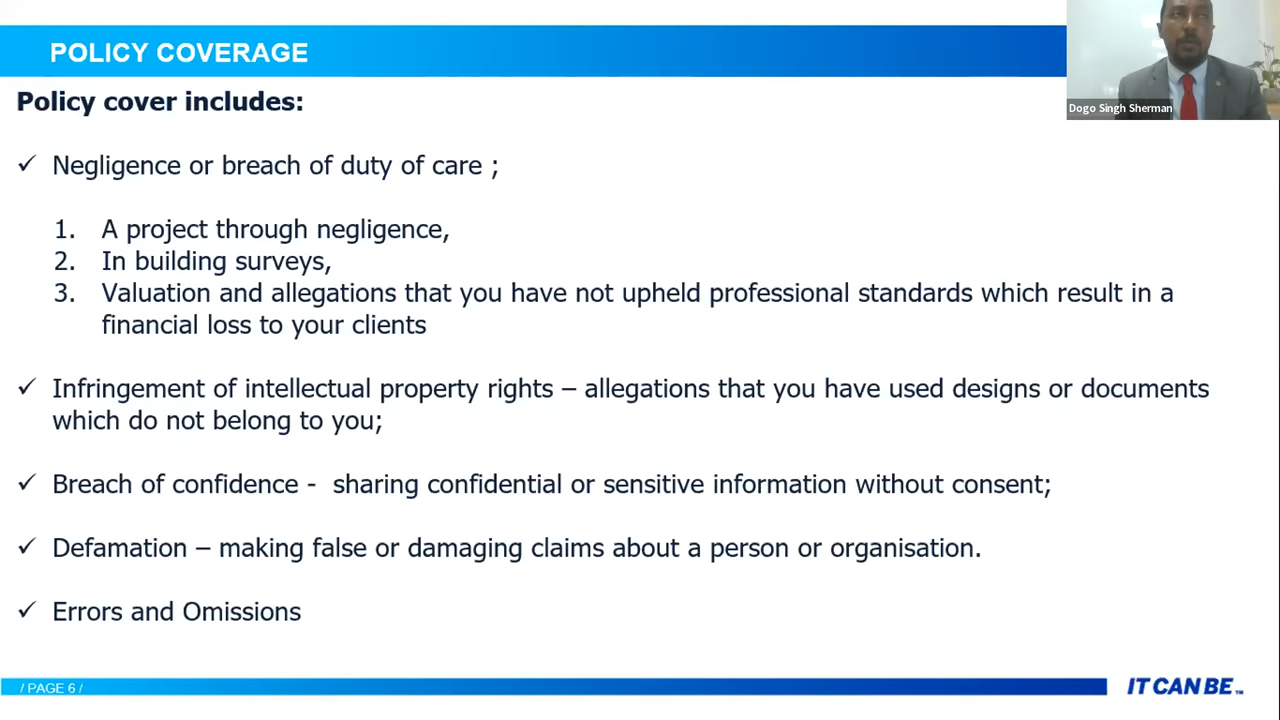 POLICY COVERAGE
Dogo Singh Sherman
Policy cover includes:
✓ Negligence or breach of duty of care ;
1. A project through negligence,
2. In building surveys,
3. Valuation and allegations that you have not upheld professional standards which result in a
financial loss to your clients
✓ Infringement of intellectual property rights – allegations that you have used designs or documents
which do not belong to you;
✓ Breach of confidence -  sharing confidential or sensitive information without consent;
✓ Defamation – making false or damaging claims about a person or organisation.
✓ Errors and Omissions
/ PAGE 6 /
IT CAN BE™